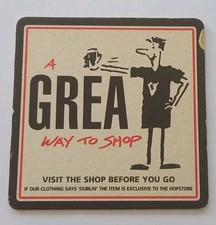 A
GREA
WAY TO SHOP
VISIT THE SHOP BEFORE YOU GO
IF OUR CLOTHING SAYS 'DUBLIN' THE ITEM IS EXCLUSIVE TO THE HOPSTORE